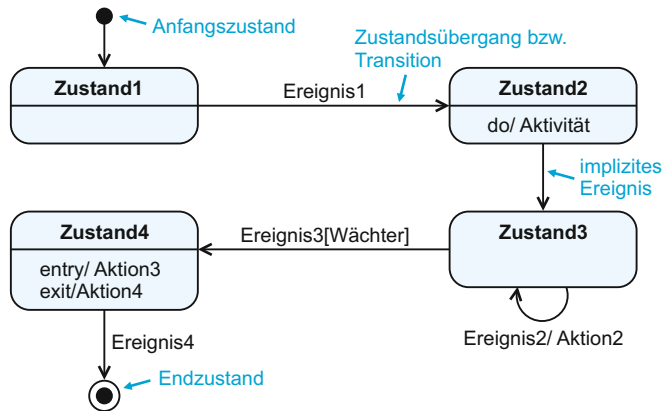 Anfangszustand
Zustandsübergang bzw.
Transition
Zustand1
Ereignis1
Zustand2
do/ Aktivität
implizites
Ereignis
Zustand4
Ereignis3[Wächter]
Zustand3
entry/ Aktion3
exit/Aktion4
Ereignis2/ Aktion2
Ereignis4
Endzustand